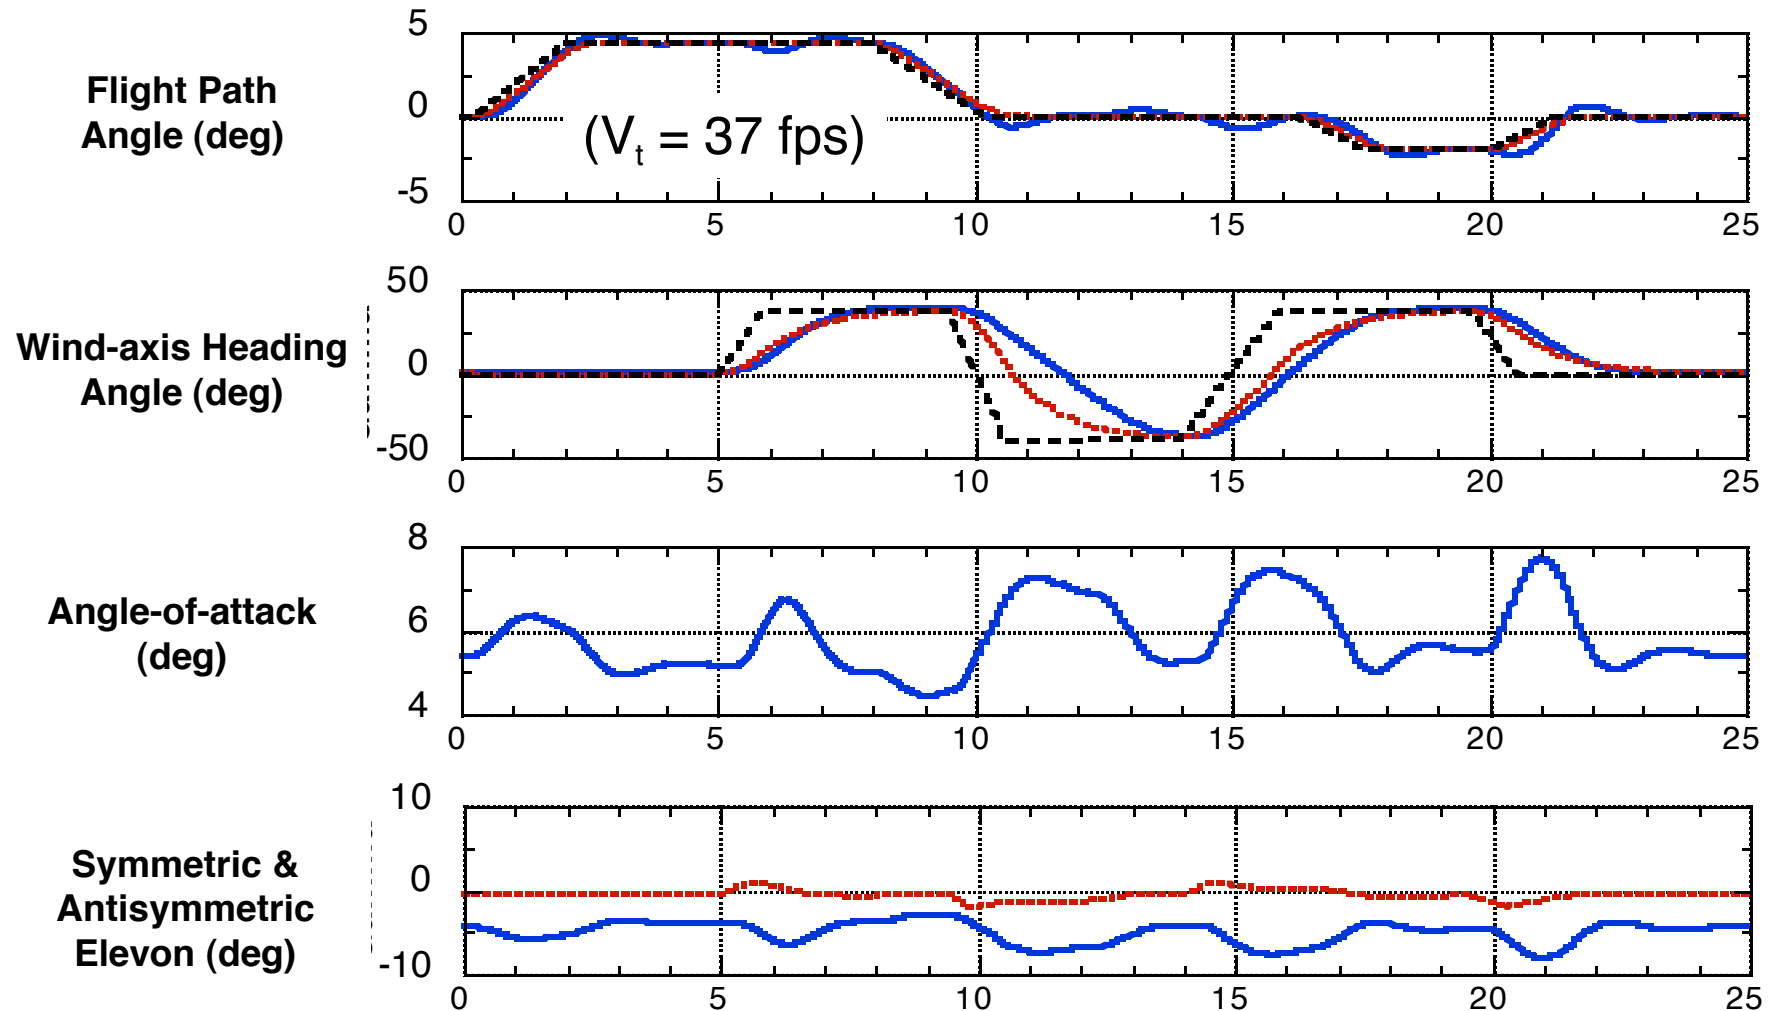 5
Flight Path
Angle (deg)
0
(Vt = 37 fps)
-5
0 5 10 15 20 25
50
Wind-axis Heading
Angle (deg)
0
-50
0 5 10 15 20 25
8
Angle-of-attack
(deg)
6
4
0 5 10 15 20 25
10
Symmetric &
Antisymmetric
Elevon (deg)
0
-10
0 5 10 15 20 25